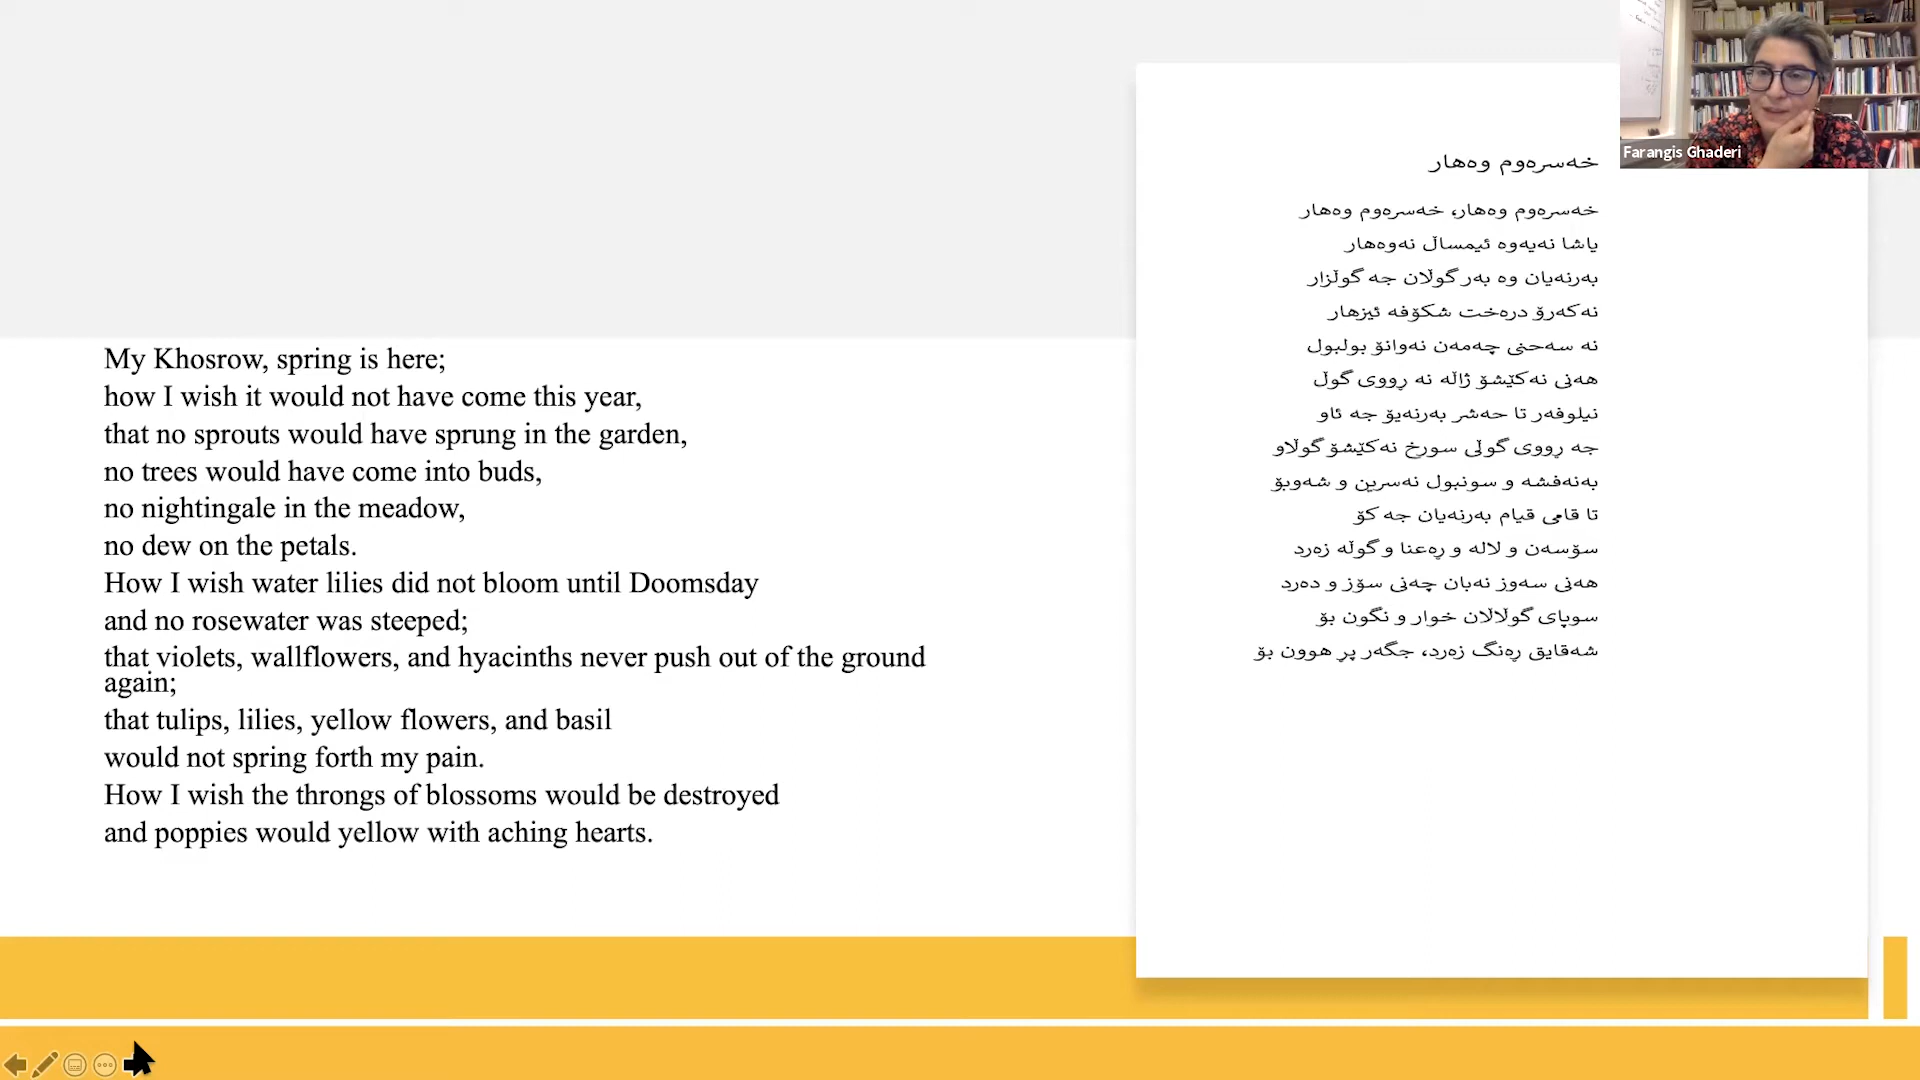 My Khosrow, spring is here;
how I wish it would not have come this year,
that no sprouts would have sprung in the garden,
no trees would have come into buds,
no nightingale in the meadow,
no dew on the petals.
How I wish water lilies did not bloom until Doomsday
and no rosewater was steeped;
that violets, wallflowers, and hyacinths never push out of the ground
again;
that tulips, lilies, yellow flowers, and basil
would not spring forth my pain.
How I wish the throngs of blossoms would be destroyed
and poppies would yellow with aching hearts.
خەسرەوم وەهار
خەسرەوم وەهار، خەسرەوم وەهار
یاشا نەیەوە ئیمساڵ نەوەهار
بەرنەیان وە بەر گوڵان جە گوڵزار
نەکەرۆ درەخت شکۆفە ئیزهار
نە سەحنی چەمەن نەوانۆ بولبول
هەنی نەکێشۆ ژاڵە نە ڕووی گوڵ
نیلوفەر تا حەشر بەرنەیۆ جە ئاو
جە ڕووی گوڵی سورخ نەکێشۆ گوڵاو
بەنەفشە و سونبول نەسرین و شەوبۆ
تا قامی قیام بەرنەیان جە کۆ
سۆسەن و لالە و ڕەعنا و گوڵە زەرد
هەنی سەوز نەبان چەنی سۆز و دەرد
سوپای گوڵاڵان خوار و نگون بۆ
شەقایق ڕەنگ زەرد، جگەر پڕ هوون بۆ
Farangis Ghaderi